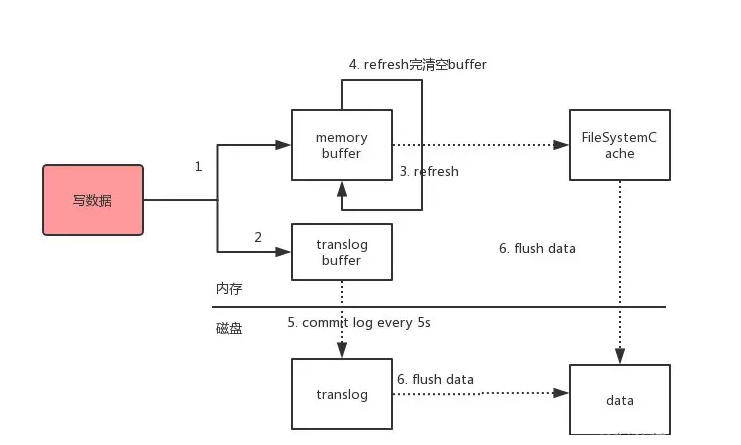 4. refresh完清空buffer
memory
buffer
FileSystemC
ache
1
3. refresh
写数据
2
translog
buffer
6. flush data
内存
5. commit log every 5s
磁盘
translog
6. flush data
data